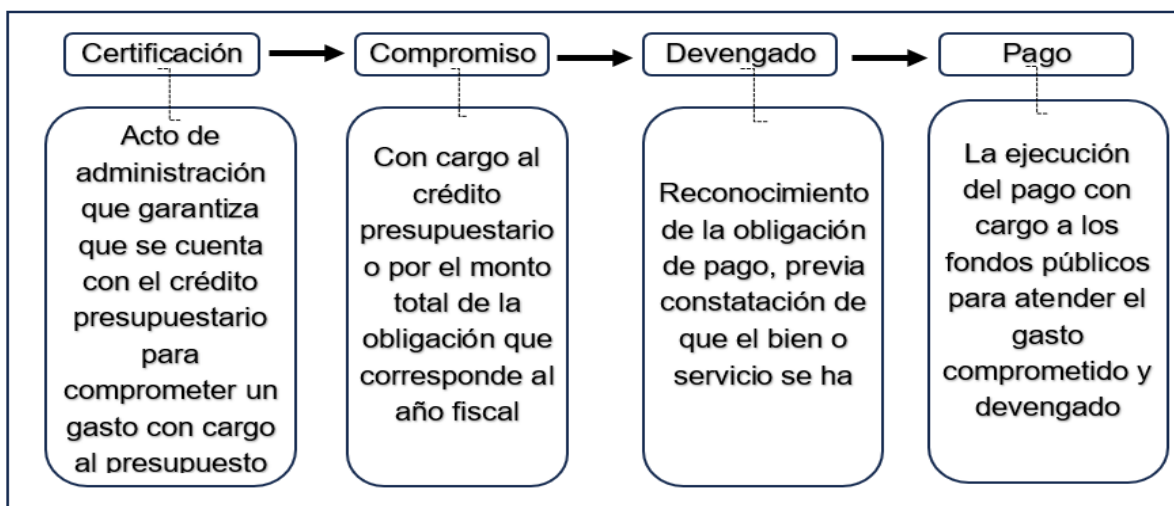 Certificación
Compromiso
Devengado
Pago
Acto de
administración
que garantiza
que se cuenta
con el crédito
presupuestario
para
comprometer un
gasto con cargo
al presupuesto
Con cargo al
crédito
presupuestari
o por el monto
total de la
obligación que
corresponde al
año fiscal
Reconocimiento
de la obligación
de pago, previa
constatación de
que el bien o
servicio se ha
La ejecución
del pago con
cargo a los
fondos públicos
para atender el
gasto
comprometido y
devengado